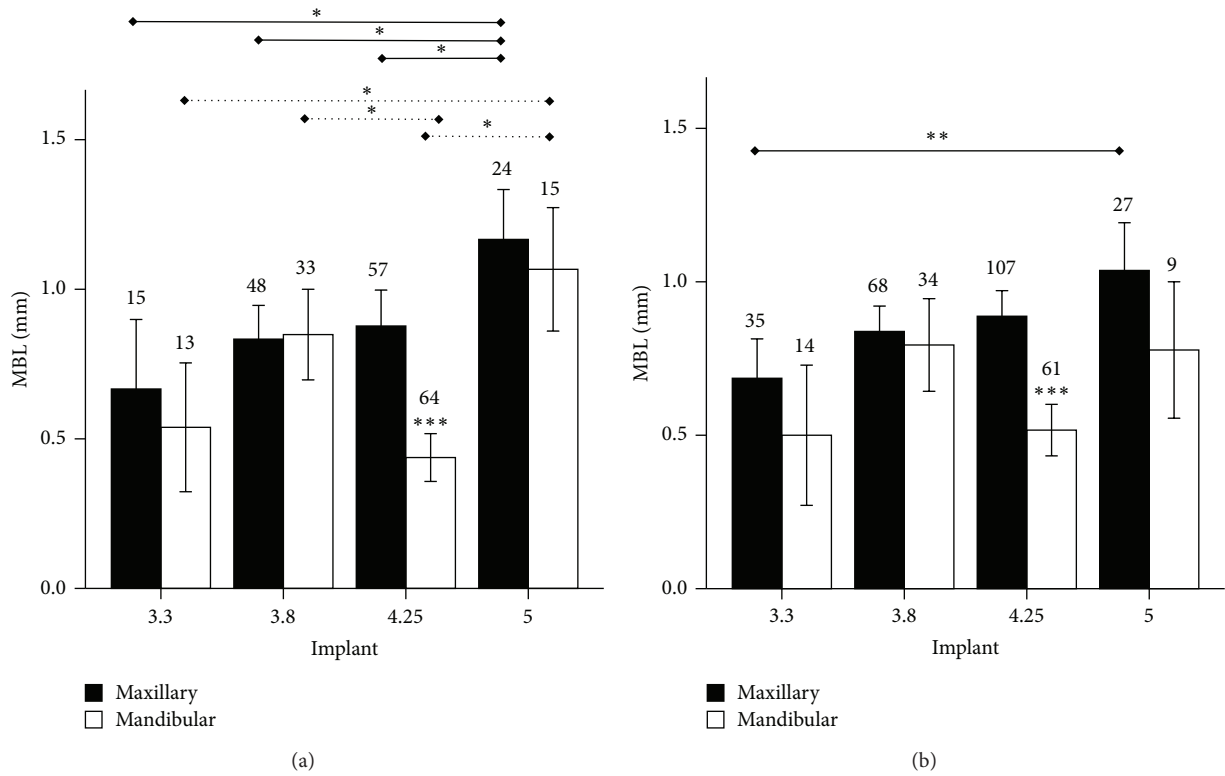 *
*
*
*
*
*
1.5
24
15
57
33
48
15
13
1.0
64
***
0.5
0.0
MBL (mm)
3.3 3.8 4.25 5
Implant
Maxillary
Mandibular
(a)
1.5
**
27
107
9
68
34
35
1.0
61
***
14
0.5
0.0
MBL (mm)
3.3 3.8 4.25 5
Implant
Maxillary
Mandibular
(b)